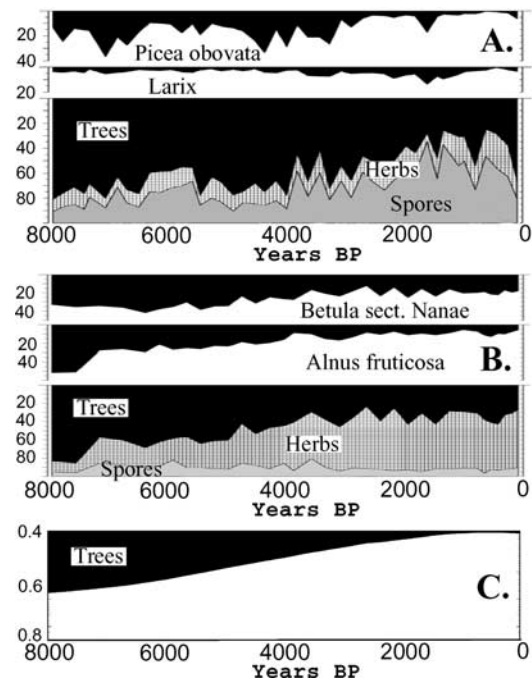 20
A.
Picea obovata
20
Larix
20
40
60
80
Trees
Herbs
Spores
8000 6000 4000 2000 0
Years BP
20
40
Betula sect. Nanae
20
40
B.
Alnus fruticosa
20
40
60
80
Trees
Herbs
Spores
8000 6000 4000 2000 0
Years BP
0.4
0.6
0.8
Trees
C.
8000 6000 4000 2000 0
Years BP